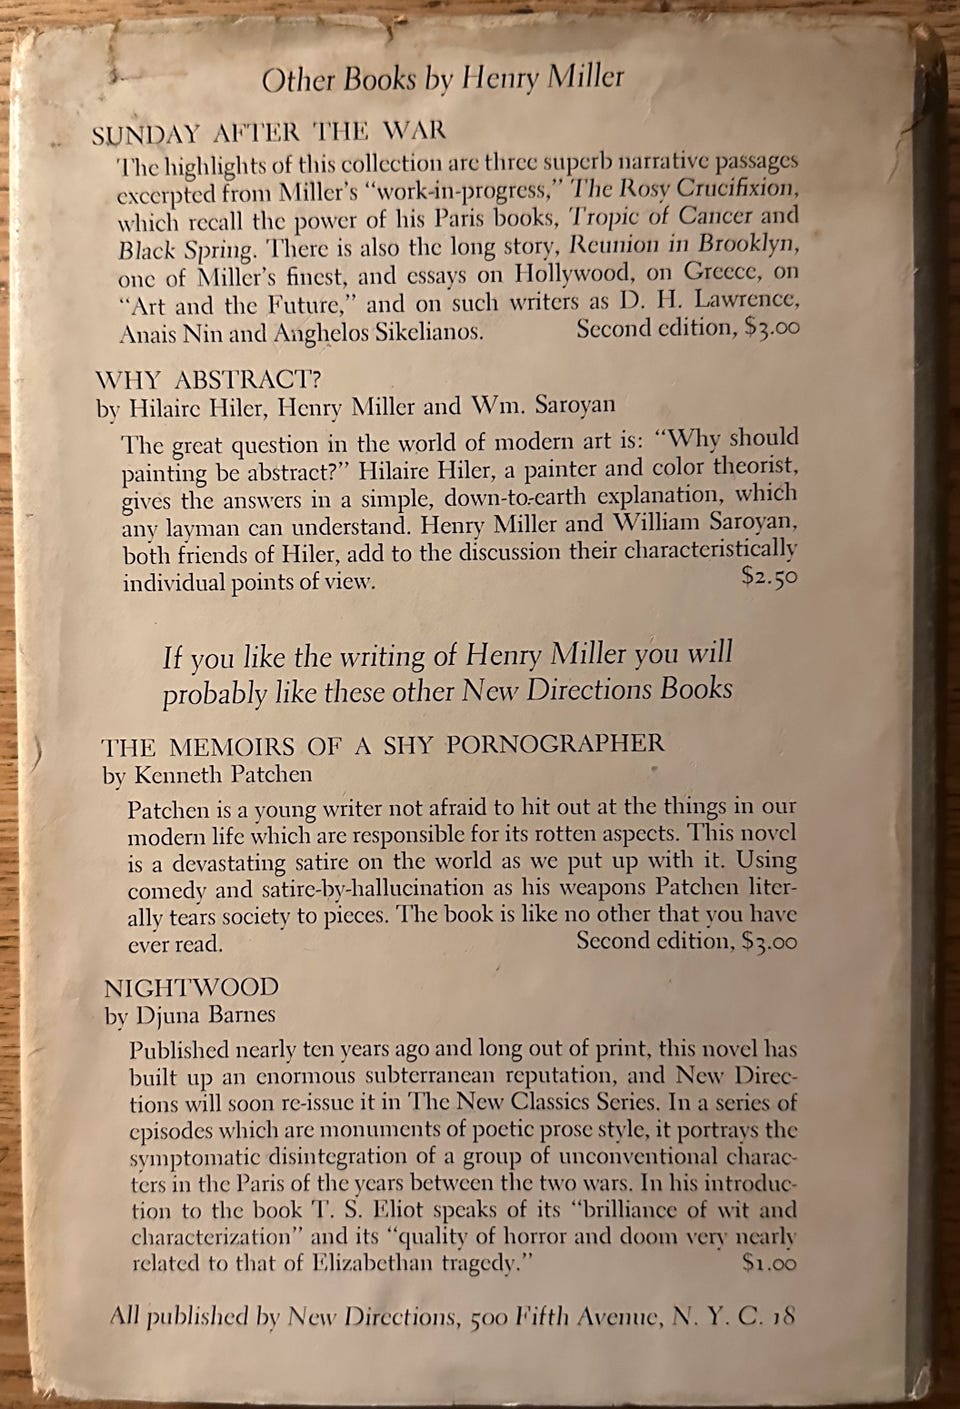 Other Books by Henry Miller
SUNDAY AFTER THE WAR
The highlights of this collection are three superb narrative passages
excerpted from Miller's “work-in-progress,” The Rosy Crucifixion,
which recall the power of his Paris books, Tropic of Cancer and
Black Spring. There is also the long story, Reunion in Brooklyn,
one of Miller's finest, and essays on Hollywood, on Greece, on
“Art and the Future,” and on such writers as D. H. Lawrence,
Anais Nin and Anghelos Sikelianos. Second edition, $3.00
WHY ABSTRACT?
by Hilaire Hiler, Henry Miller and Wm. Saroyan
The great question in the world of modern art is: “Why should
painting be abstract?” Hilaire Hiler, a painter and color theorist,
gives the answers in a simple, down-to-earth explanation, which
any layman can understand. Henry Miller and William Saroyan,
both friends of Hiler, add to the discussion their characteristically
individual points of view. $2.50
If you like the writing of Henry Miller you will
probably like these other New Directions Books
THE MEMOIRS OF A SHY PORNOGRAPHER
by Kenneth Patchen
Patchen is a young writer not afraid to hit out at the things in our
modern life which are responsible for its rotten aspects. This novel
is a devastating satire on the world as we put up with it. Using
comedy and satire-by-hallucination as his weapons Patchen liter-
ally tears society to pieces. The book is like no other that you have
ever read. Second edition, $3.00
NIGHTWOOD
by Djuna Barnes
Published nearly ten years ago and long out of print, this novel has
built up an enormous subterranean reputation, and New Direc-
tions will soon re-issue it in The New Classics Series. In a series of
episodes which are monuments of poetic prose style, it portrays the
symptomatic disintegration of a group of unconventional charac-
ters in the Paris of the years between the two wars. In his introduc-
tion to the book T. S. Eliot speaks of its “brilliance of wit and
characterization” and its “quality of horror and doom very nearly
related to that of Elizabethan tragedy.” $1.00
All published by New Directions, 500 Fifth Avenue, N. Y. C. 18